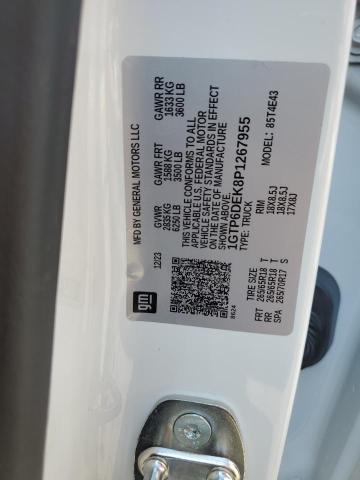 MFD BY GENERAL MOTORS LLC
12/23
GVWR
2835 KG
6250 LB
GAWR FRT
1588 KG
3500 LB
GAWR RR
1633 KG
3600 LB
THIS VEHICLE CONFORMS TO ALL
APPLICABLE U.S. FEDERAL MOTOR
VEHICLE SAFETY STANDARDS IN EFFECT
ON THE DATE OF MANUFACTURE
SHOWN ABOVE.
1GTP6DEK8P1267955
TYPE: TRUCK
MODEL: 85T4E43
TIRE SIZE RIM
FRT 265/65R18 T 18X8.5J
RR 265/65R18 T 18X8.5J
SPA 265/70R17 S 17X8J
gm